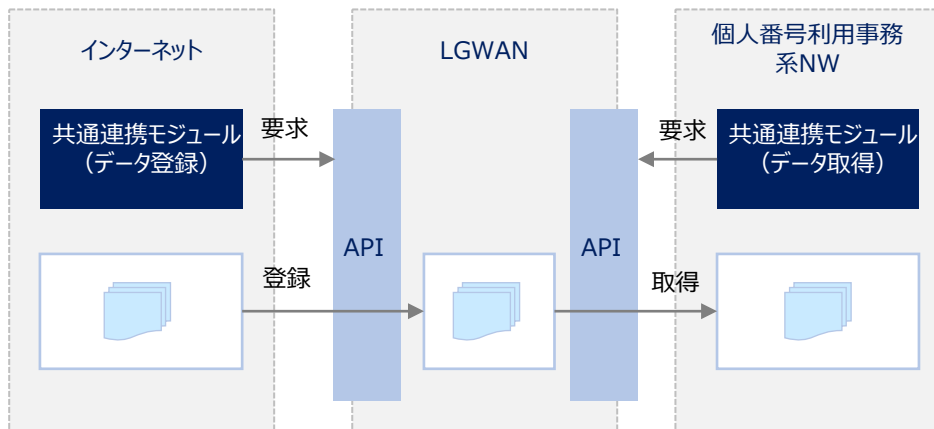 インターネット
LGWAN
個人番号利用事務
系NW
共通連携モジュール
（データ登録）
要求
要求
共通連携モジュール
（データ取得）
API
API
登録
取得